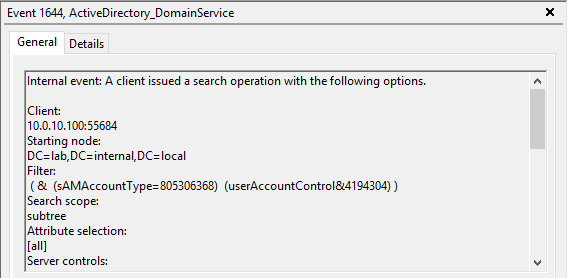 Event 1644, ActiveDirectory_DomainService
General Details
Internal event: A client issued a search operation with the following options.
Client:
10.0.10.100:55684
Starting node:
DC=lab,DC=internal,DC=local
Filter:
( & (sAMAccountType=805306368) (userAccountControl&4194304) )
Search scope:
subtree
Attribute selection:
[all]
Server controls: